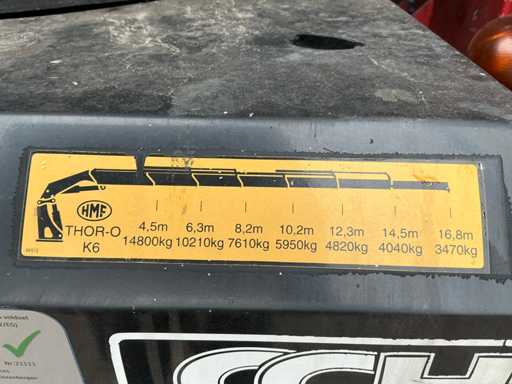 HMF
THOR-O 4,5m 6,3m 8,2m 10,2m 12,3m 14,5m 16,8m
K6 14800kg 10210kg 7610kg 5950kg 4820kg 4040kg 3470kg